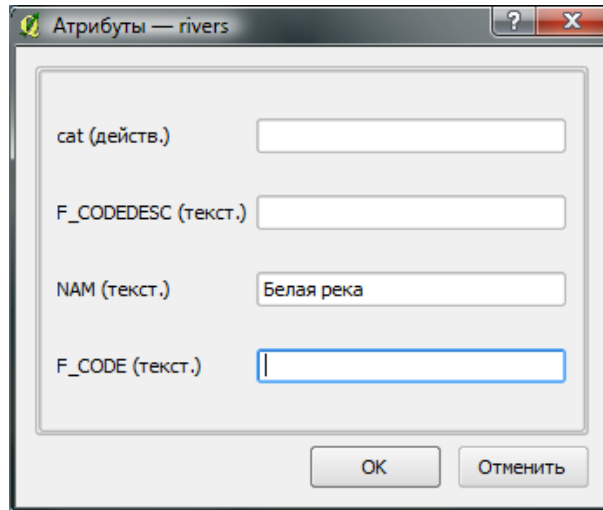 Атрибуты — rivers
cat (действ.)
F_CODEDESC (текст.)
NAM (текст.) Белая река
F_CODE (текст.)
OK Отменить